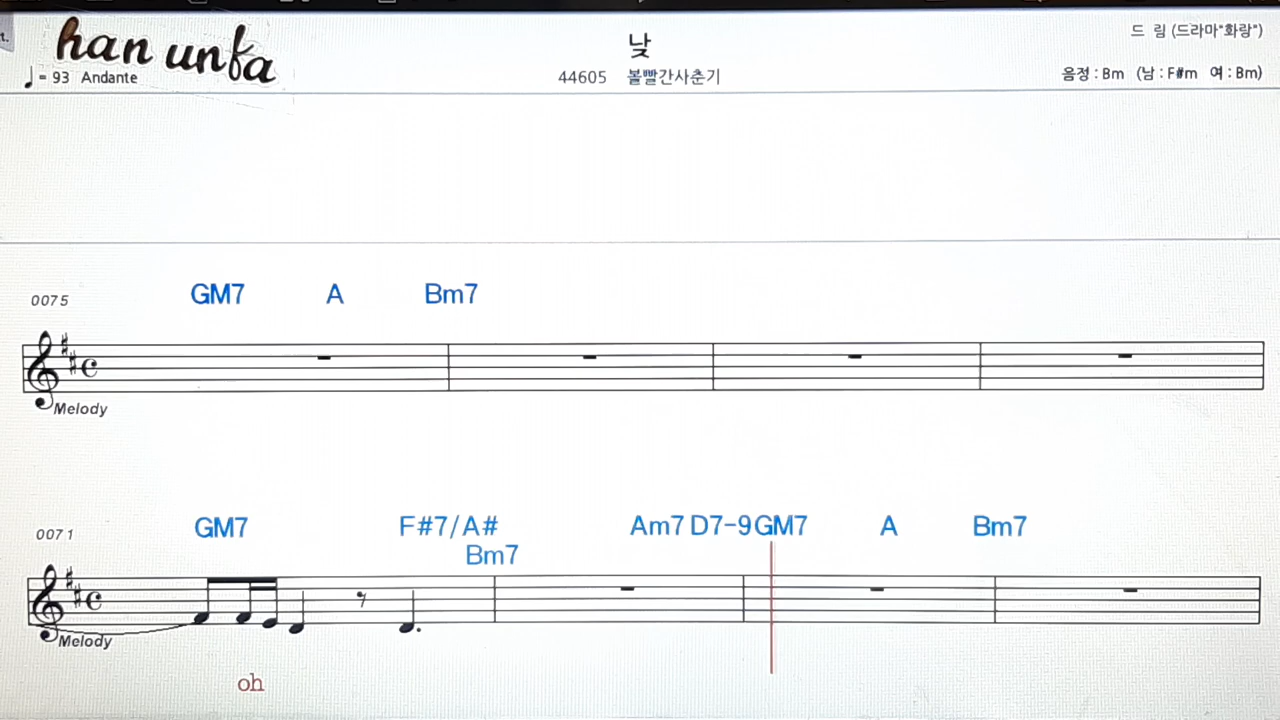 t.
han unfa
♩= 93 Andante
낮
44605 볼빨간사춘기
드 림 (드라마"화랑")
음정 : Bm (남 : F#m 여 : Bm)
0075
GM7 A Bm7
Melody
0071
GM7 F#7/A# Am7 D7-9 GM7 A Bm7
Bm7
Melody
oh